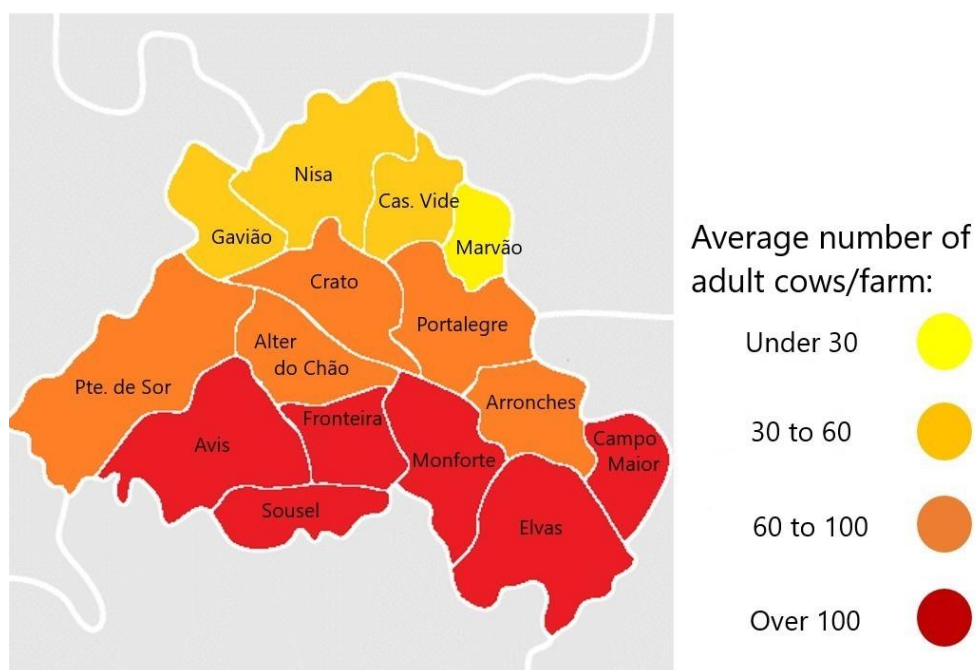 Nisa
Cas. Vide
Gavião
Marvão
Crato
Portalegre
Alter
do Chão
Pte. de Sor
Arronches
Fronteira
Avis
Monforte
Campo
Maior
Sousel
Elvas
Average number of
adult cows/farm:
Under 30
30 to 60
60 to 100
Over 100